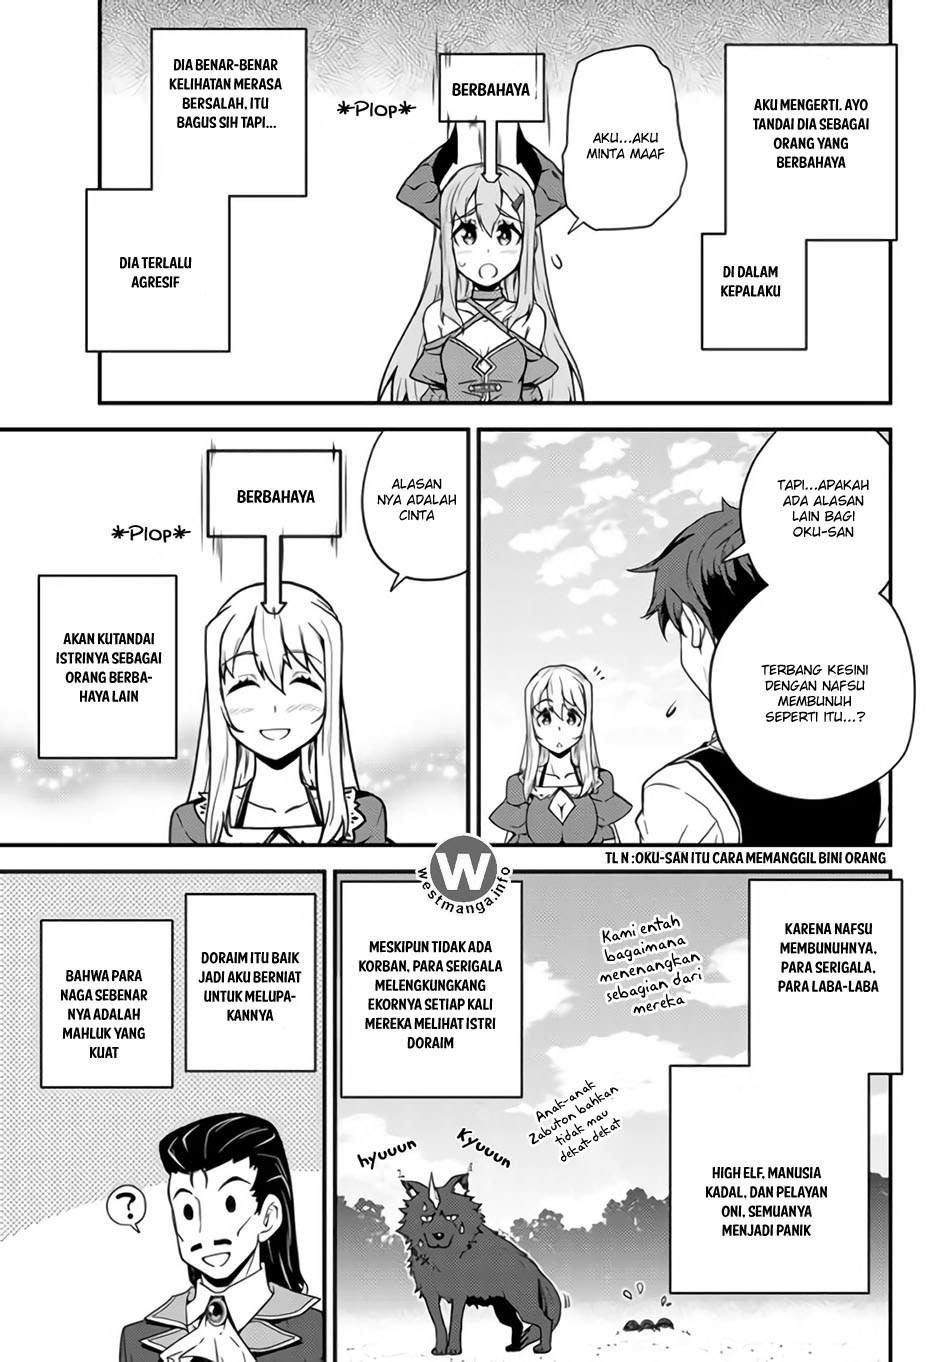 AKU MENGERTI. AYO
TANDAI DIA SEBAGAI
ORANG YANG
BERBAHAYA
DI DALAM
KEPALAKU
AKU...AKU
MINTA MAAF
BERBAHAYA
*Plop*
DIA BENAR-BENAR
KELIHATAN MERASA
BERSALAH, ITU
BAGUS SIH TAPI...
DIA TERLALU
AGRESIF
TAPI...APAKAH
ADA ALASAN
LAIN BAGI
OKU-SAN
TERBANG KESINI
DENGAN NAFSU
MEMBUNUH
SEPERTI ITU...?
ALASAN
NYA ADALAH
CINTA
BERBAHAYA
*Plop*
AKAN KUTANDAI
ISTRINYA SEBAGAI
ORANG BERBA-
HAYA LAIN
TL N :OKU-SAN ITU CARA MEMANGGIL BINI ORANG
W
westmanga.info
KARENA NAFSU
MEMBUNUHNYA,
PARA SERIGALA,
PARA LABA-LABA
HIGH ELF, MANUSIA
KADAL, DAN PELAYAN
ONI, SEMUANYA
MENJADI PANIK
Kami entah
bagaimana
menenangkan
sebagian dari
mereka
MESKIPUN TIDAK ADA
KORBAN, PARA SERIGALA
MELENGKUNGKANG
EKORNYA SETIAP KALI
MEREKA MELIHAT ISTRI
DORAIM
Anak-anak
Zabuton bahkan
tidak mau
dekat-dekat
Kyuuun
hyuuun
DORAIM ITU BAIK
JADI AKU BERNIAT
UNTUK MELUPA-
KANNYA
BAHWA PARA
NAGA SEBENAR
NYA ADALAH
MAHLUK YANG
KUAT
?